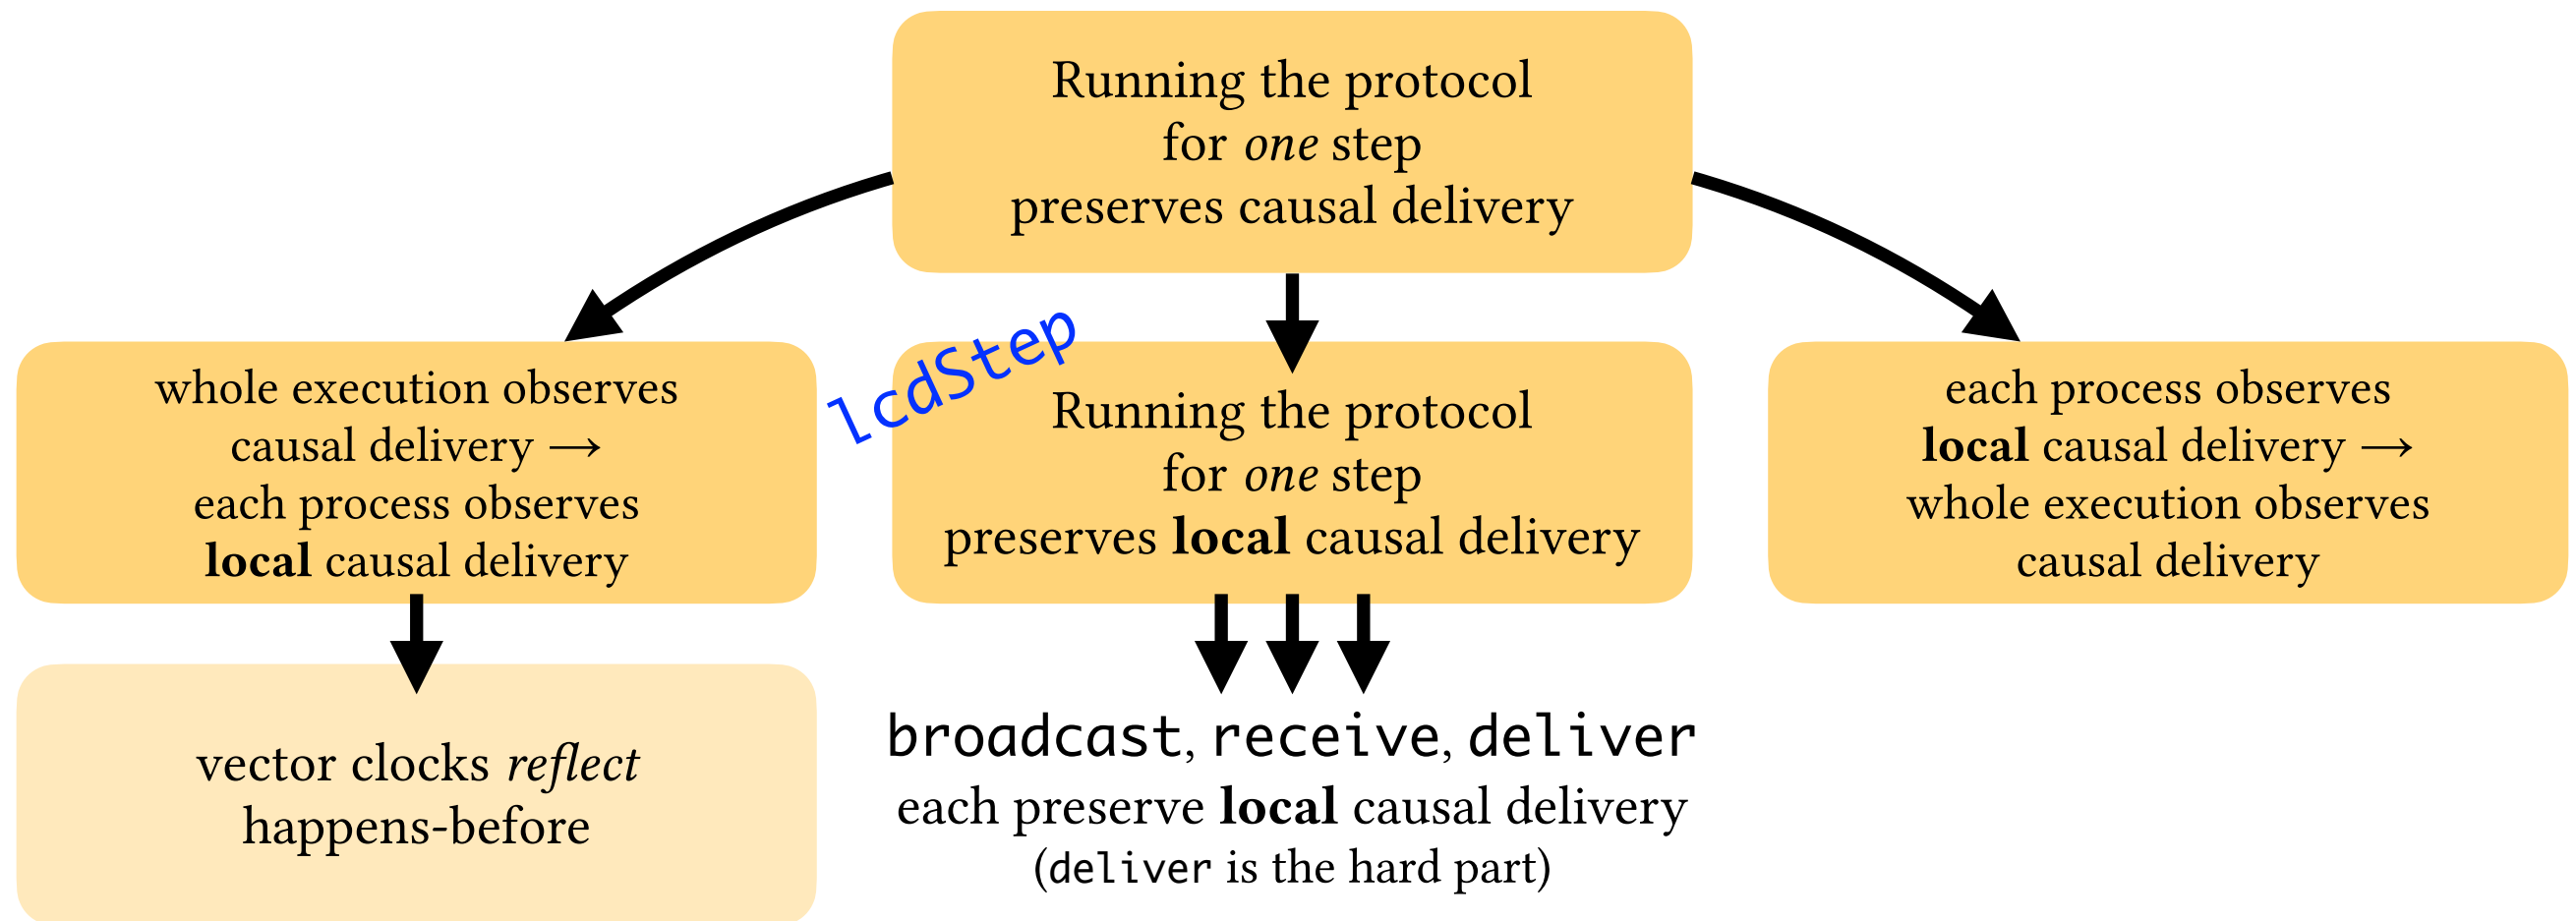 Running the protocol
for one step
preserves causal delivery
whole execution observes
causal delivery →
each process observes
local causal delivery
lcdStep
Running the protocol
for one step
preserves local causal delivery
each process observes
local causal delivery →
whole execution observes
causal delivery
vector clocks reflect
happens-before
broadcast, receive, deliver
each preserve local causal delivery
(deliver is the hard part)